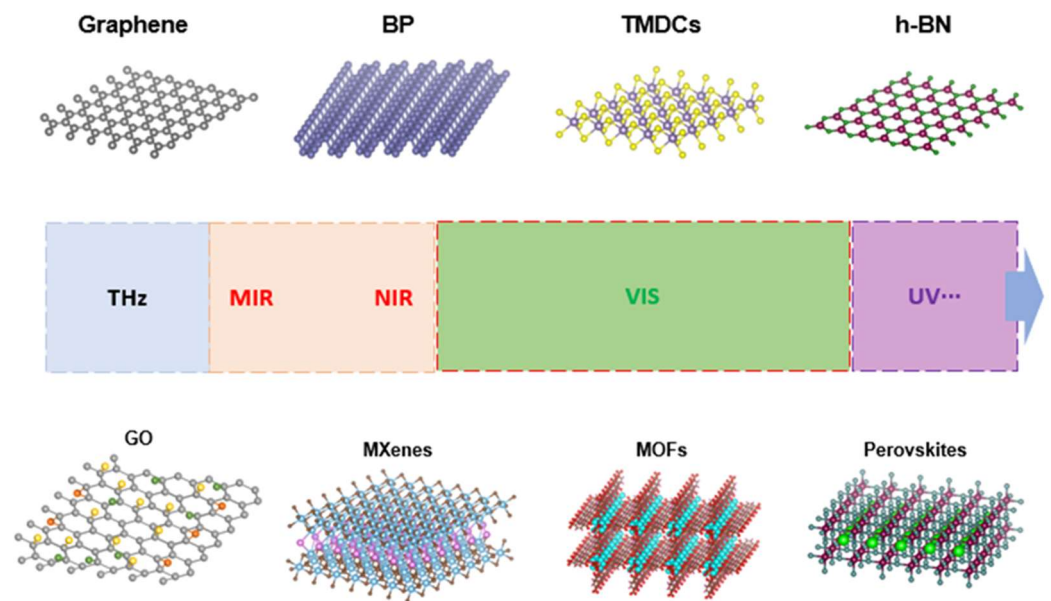 Graphene
BP
TMDCs
h-BN
THz
MIR
NIR
VIS
UV···
GO
MXenes
MOFs
Perovskites